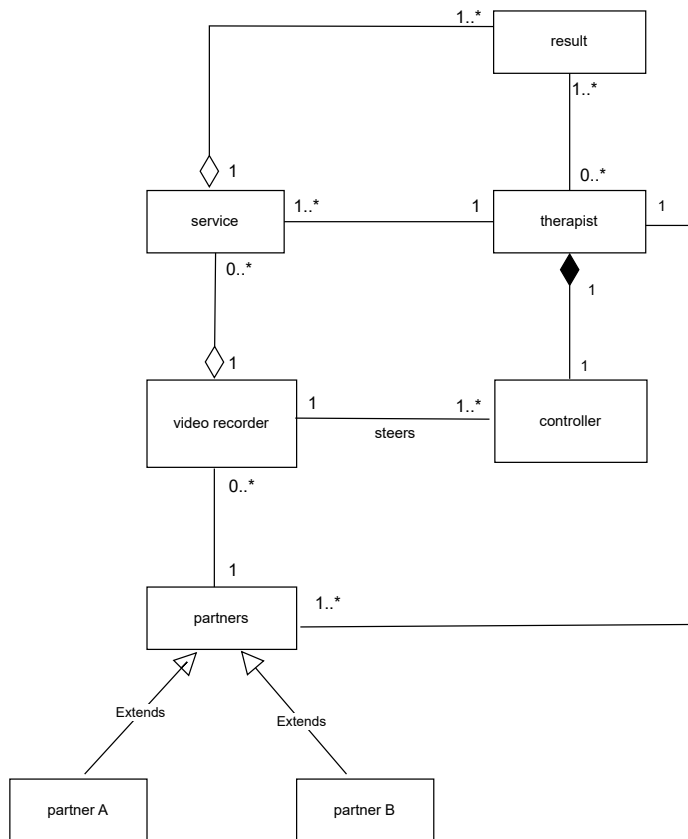 1..*
result
1..*
1
0..*
service
1..*
1
therapist
1
0..*
1
1
1
video recorder
1
1..*
controller
steers
0..*
1
1..*
partners
Extends
Extends
partner A
partner B